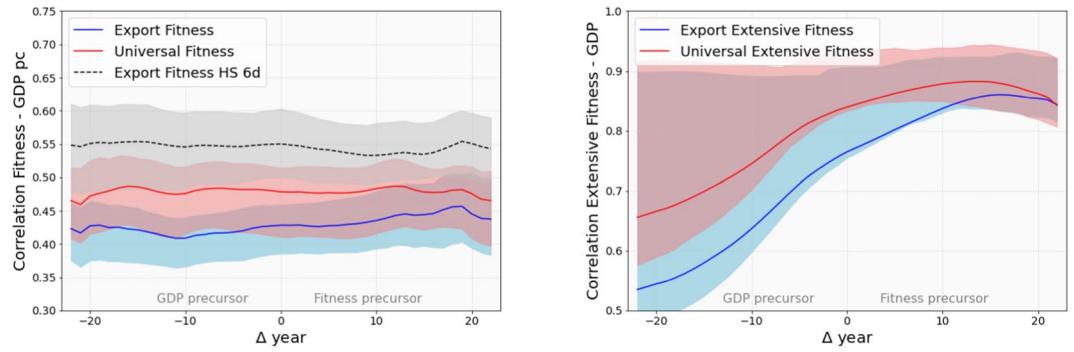 Correlation Fitness - GDP pc
0.75
0.70
0.65
0.60
0.55
0.50
0.45
0.40
0.35
0.30
Export Fitness
Universal Fitness
Export Fitness HS 6d
GDP precursor
Fitness precursor
−20
−10
0
10
20
Δ year
Correlation Extensive Fitness - GDP
1.0
0.9
0.8
0.7
0.6
0.5
Export Extensive Fitness
Universal Extensive Fitness
GDP precursor
Fitness precursor
−20
−10
0
10
20
Δ year